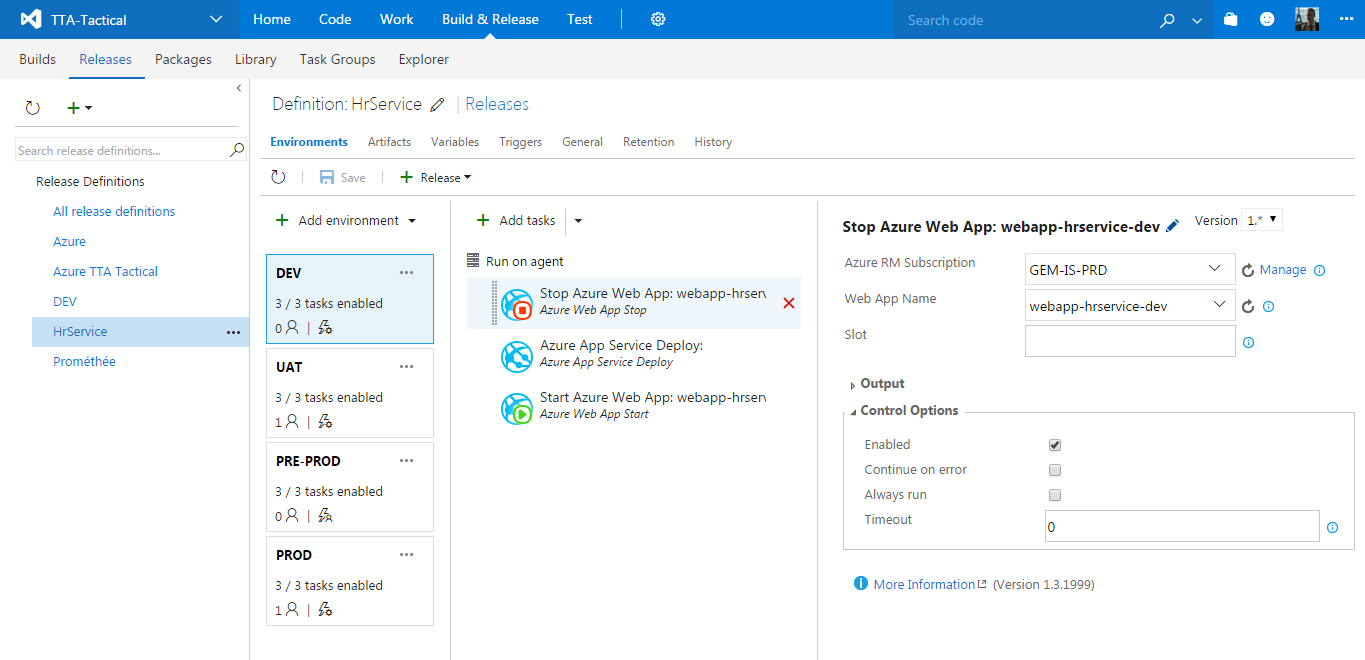 TTA-Tactical
Home Code Work Build & Release Test
Search code
Builds Releases Packages Library Task Groups Explorer
Search release definitions...
Release Definitions
All release definitions
Azure
Azure TTA Tactical
DEV
HrService
Prométhée
Definition: HrService | Releases
Environments Artifacts Variables Triggers General Retention History
Save
Release
Add environment
DEV
3 / 3 tasks enabled
0
UAT
3 / 3 tasks enabled
1
PRE-PROD
3 / 3 tasks enabled
0
PROD
3 / 3 tasks enabled
1
Add tasks
Run on agent
Stop Azure Web App: webapp-hrserv
Azure Web App Stop
Azure App Service Deploy:
Azure App Service Deploy
Start Azure Web App: webapp-hrserv
Azure Web App Start
Stop Azure Web App: webapp-hrservice-dev
Version 1.*
Azure RM Subscription GEM-IS-PRD Manage
Web App Name webapp-hrservice-dev
Slot
Output
Control Options
Enabled
Continue on error
Always run
Timeout 0
More Information (Version 1.3.1999)